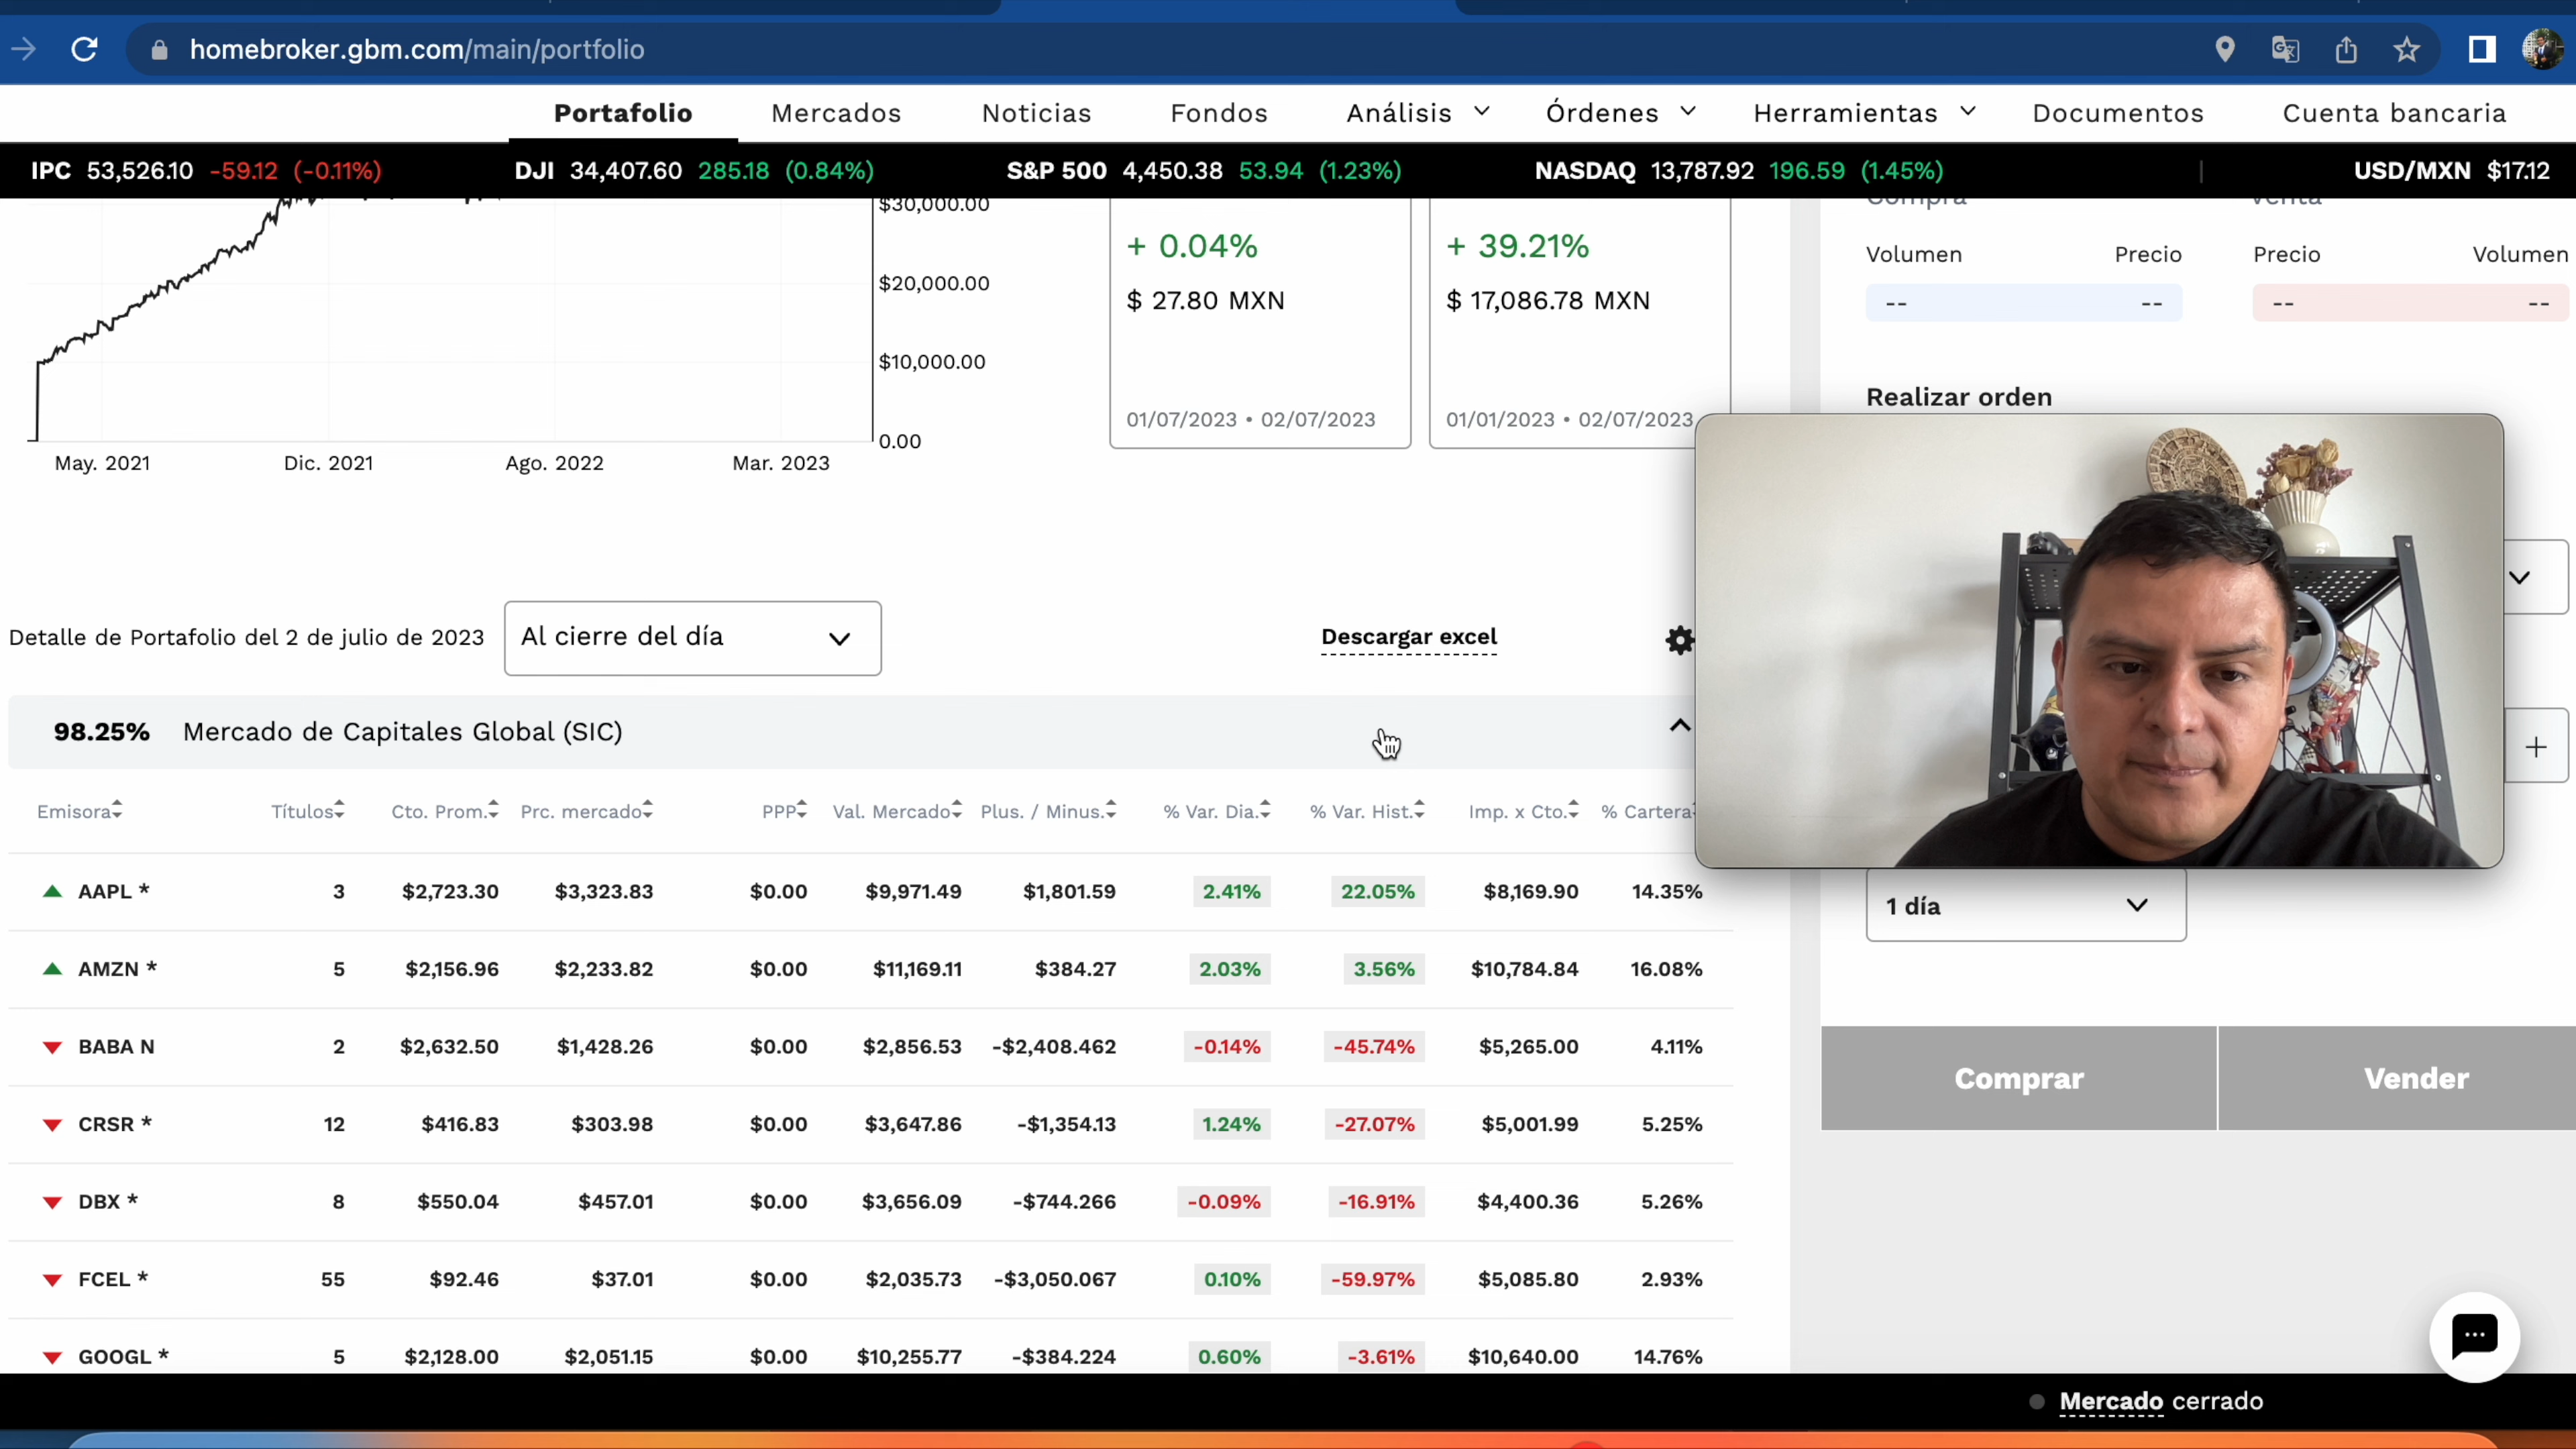 homebroker.gbm.com/main/portfolio
Portafolio Mercados Noticias Fondos Análisis Órdenes Herramientas Documentos Cuenta bancaria
IPC 53,526.10 -59.12 (-0.11%) DJI 34,407.60 285.18 (0.84%) S&P 500 4,450.38 53.94 (1.23%) NASDAQ 13,787.92 196.59 (1.45%) | USD/MXN $17.12
$30,000.00
$20,000.00
$10,000.00
0.00
May. 2021 Dic. 2021 Ago. 2022 Mar. 2023
+ 0.04%
$ 27.80 MXN
01/07/2023 • 02/07/2023
+ 39.21%
$ 17,086.78 MXN
01/01/2023 • 02/07/2023
Compra Venta
Volumen Precio Precio Volumen
-- -- -- --
Realizar orden
Detalle de Portafolio del 2 de julio de 2023 Al cierre del día Descargar excel
98.25% Mercado de Capitales Global (SIC)
Emisora Títulos Cto. Prom. Prc. mercado PPP Val. Mercado Plus. / Minus. % Var. Dia. % Var. Hist. Imp. x Cto. % Cartera
AAPL * 3 $2,723.30 $3,323.83 $0.00 $9,971.49 $1,801.59 2.41% 22.05% $8,169.90 14.35%
AMZN * 5 $2,156.96 $2,233.82 $0.00 $11,169.11 $384.27 2.03% 3.56% $10,784.84 16.08%
BABA N 2 $2,632.50 $1,428.26 $0.00 $2,856.53 -$2,408.462 -0.14% -45.74% $5,265.00 4.11%
CRSR * 12 $416.83 $303.98 $0.00 $3,647.86 -$1,354.13 1.24% -27.07% $5,001.99 5.25%
DBX * 8 $550.04 $457.01 $0.00 $3,656.09 -$744.266 -0.09% -16.91% $4,400.36 5.26%
FCEL * 55 $92.46 $37.01 $0.00 $2,035.73 -$3,050.067 0.10% -59.97% $5,085.80 2.93%
GOOGL * 5 $2,128.00 $2,051.15 $0.00 $10,255.77 -$384.224 0.60% -3.61% $10,640.00 14.76%
1 día
Comprar Vender
Mercado cerrado